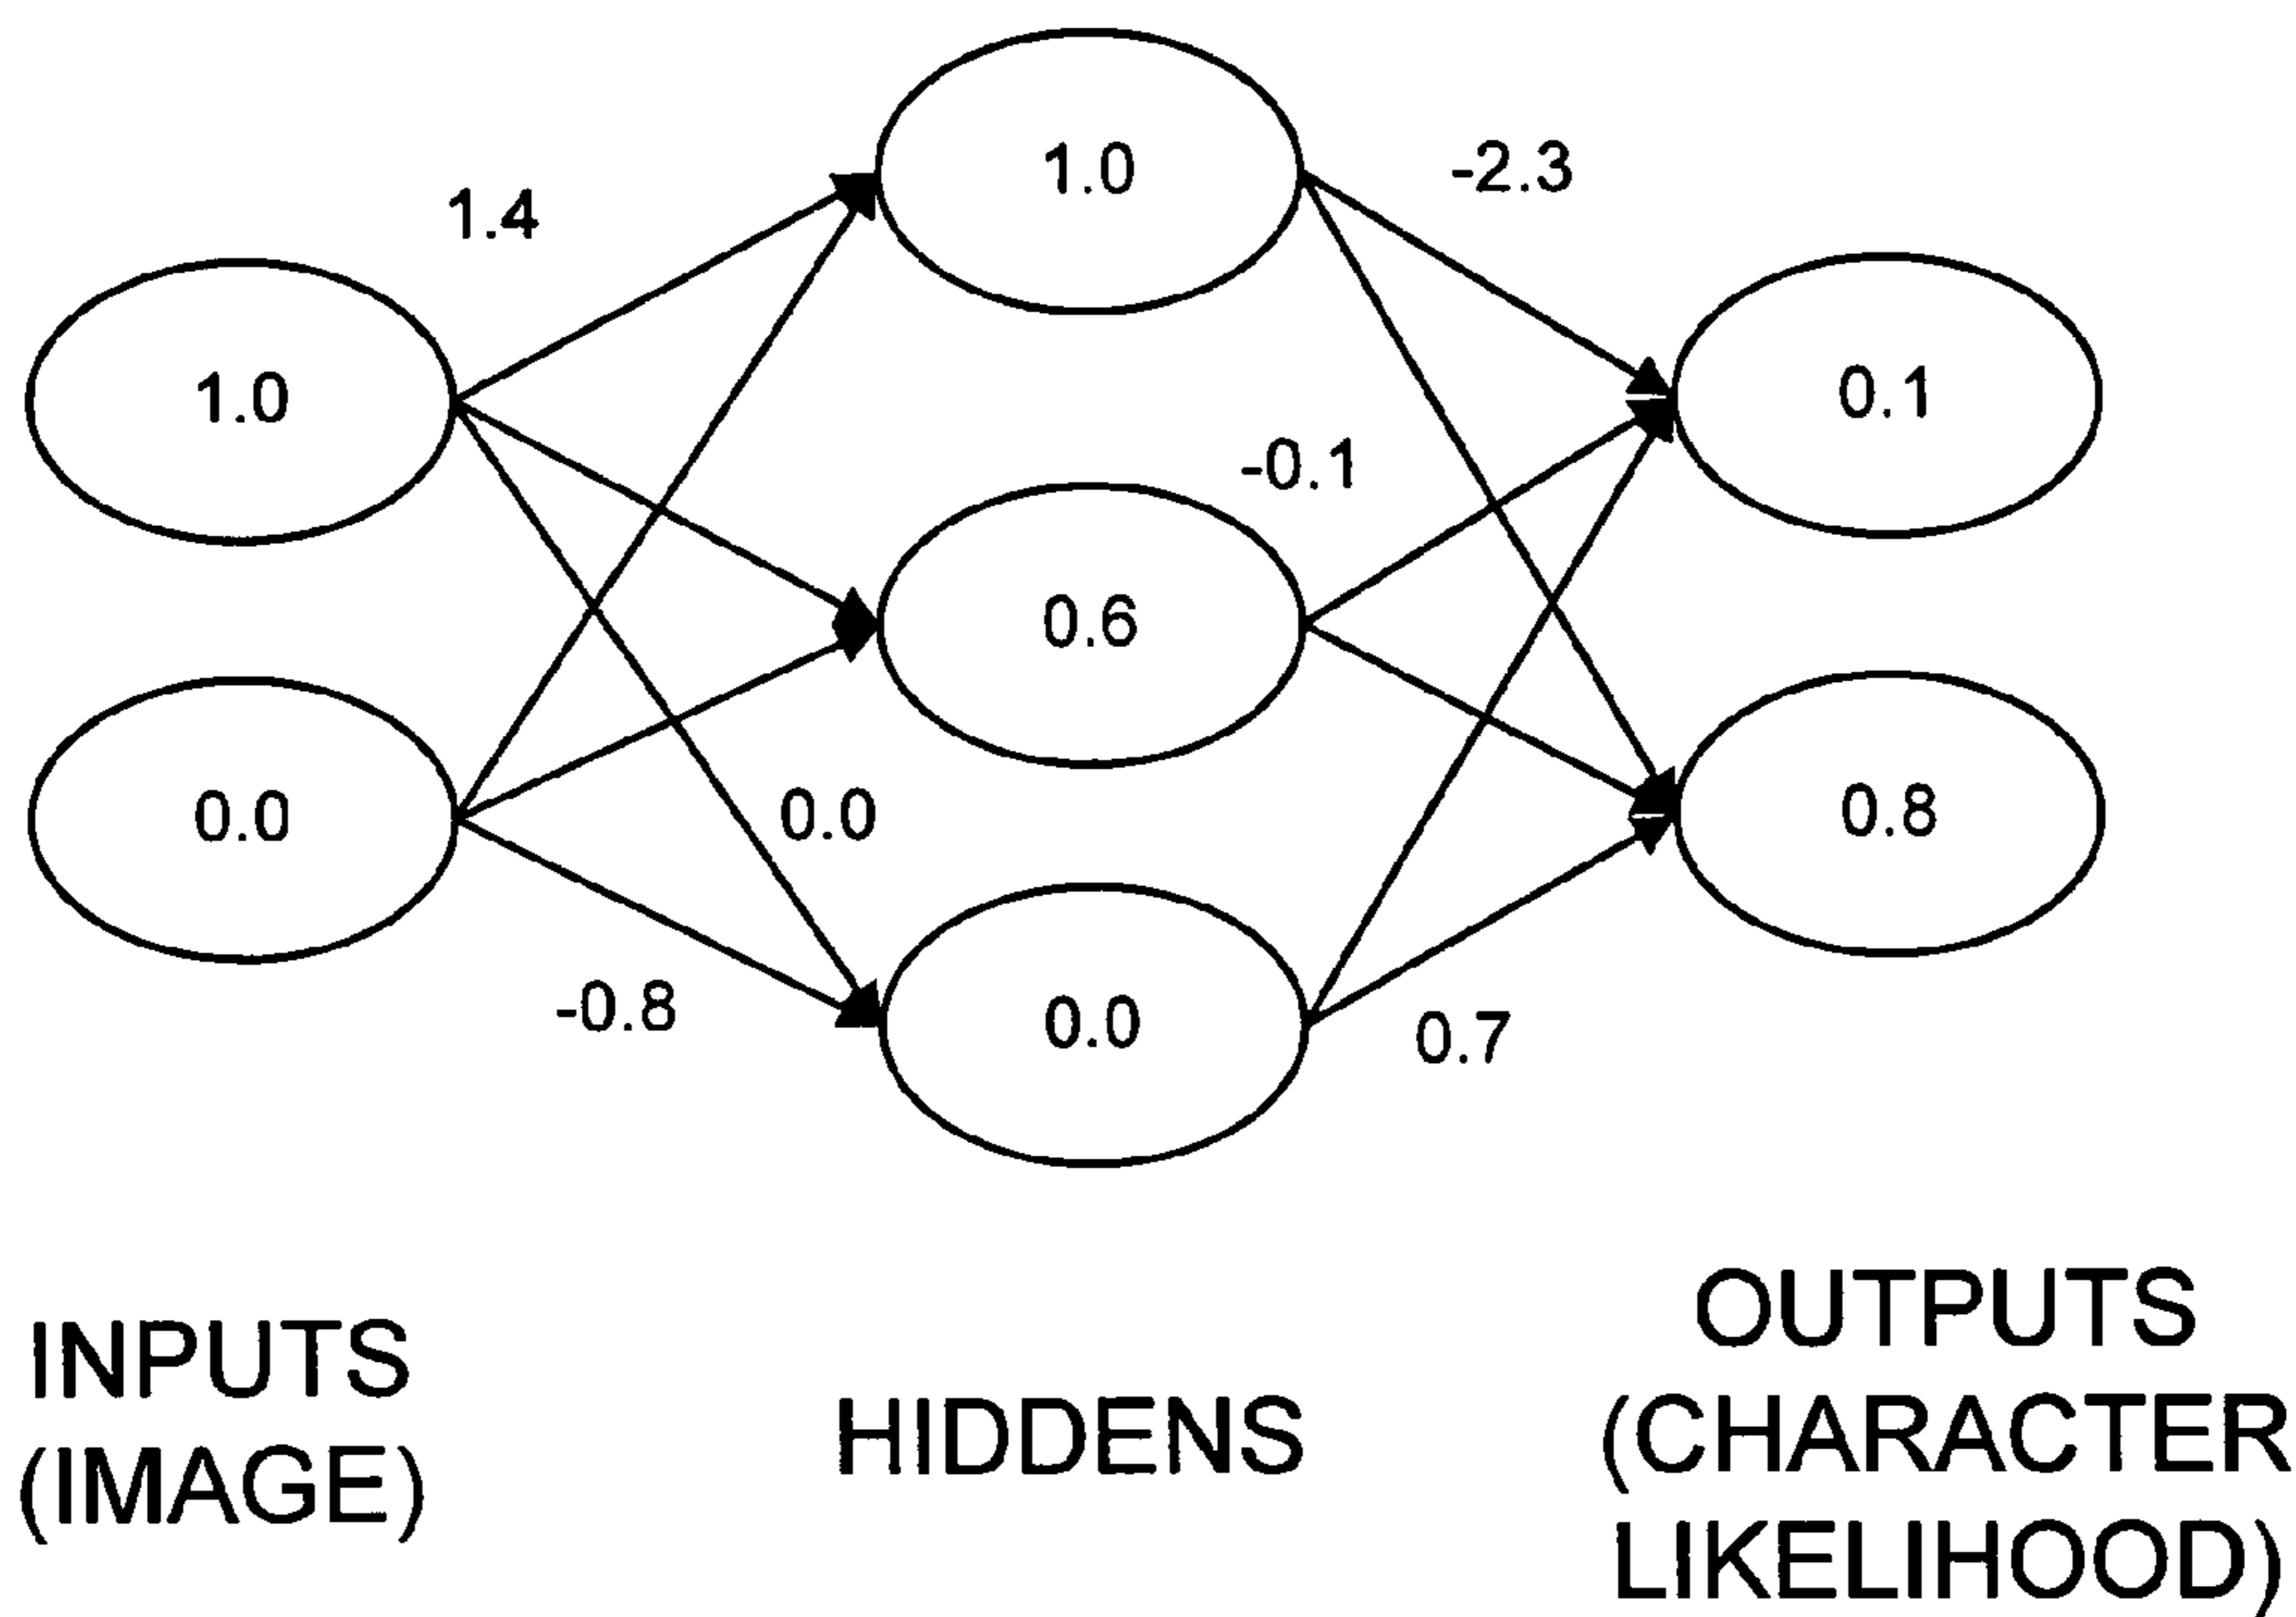 1.0
-2.3
1.4
1.0
0.1
-0.1
0.6
0.0
0.0
0.8
-0.8
0.0
0.7
INPUTS
(IMAGE)
HIDDENS
OUTPUTS
(CHARACTER
LIKELIHOOD)